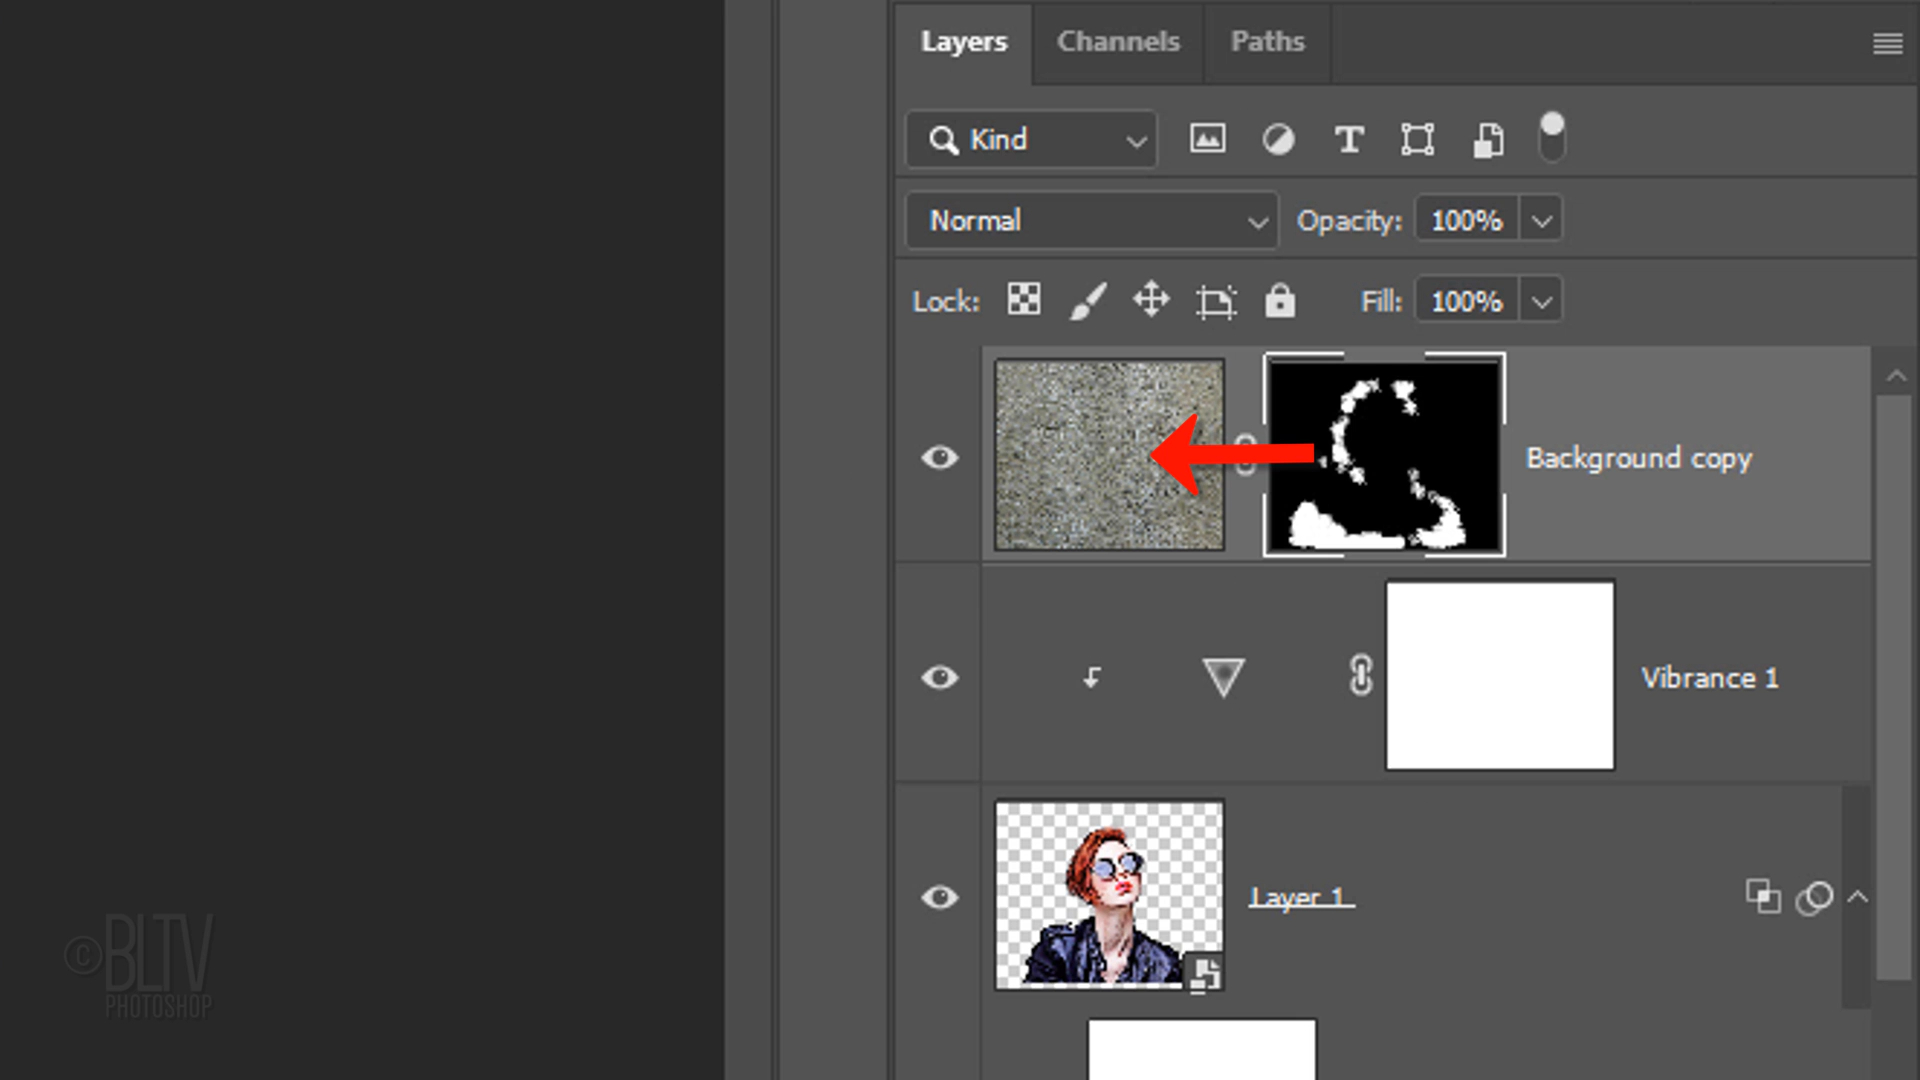 Layers Channels Paths
Kind T
Normal Opacity: 100%
Lock: Fill: 100%
Background copy
Vibrance 1
Layer 1
©BLTV
PHOTOSHOP